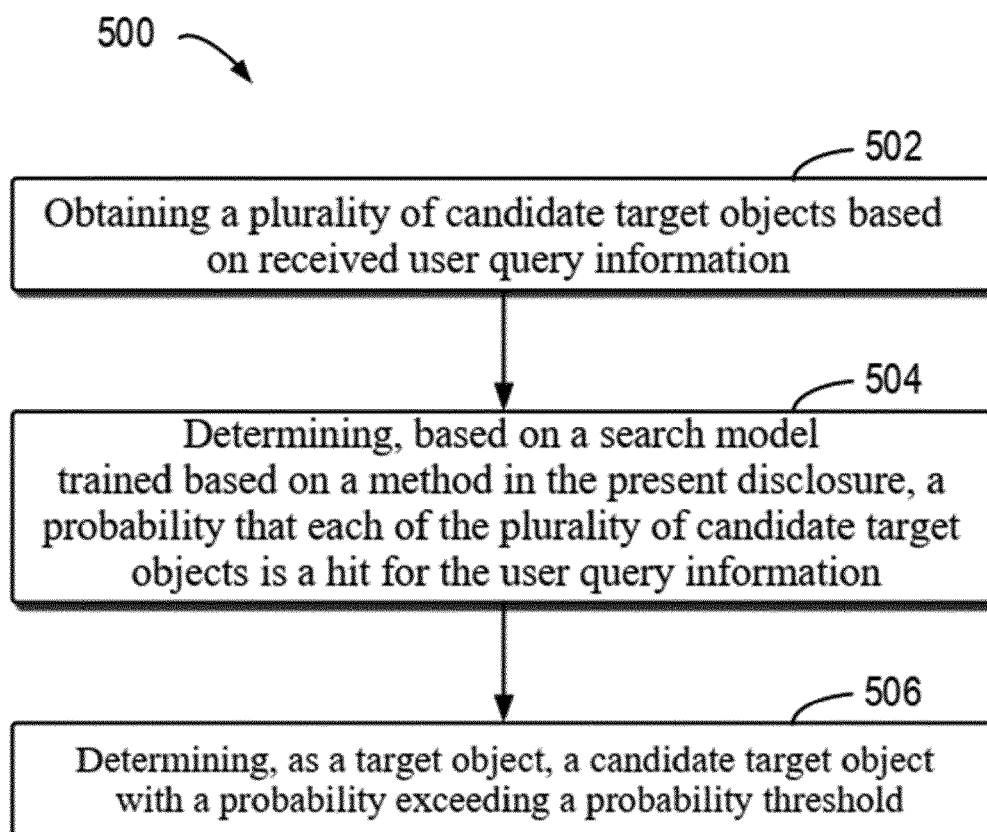 500
502
Obtaining a plurality of candidate target objects based
on received user query information
504
Determining, based on a search model
trained based on a method in the present disclosure, a
probability that each of the plurality of candidate target
objects is a hit for the user query information
506
Determining, as a target object, a candidate target object
with a probability exceeding a probability threshold